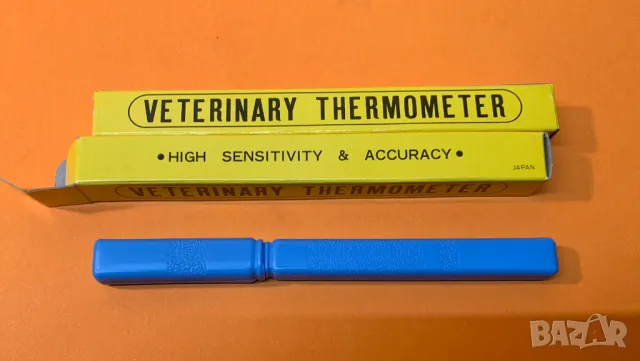 VETERINARY THERMOMETER
• HIGH SENSITIVITY & ACCURACY •
JAPAN
VETERINARY THERMOMETER
BAZAR